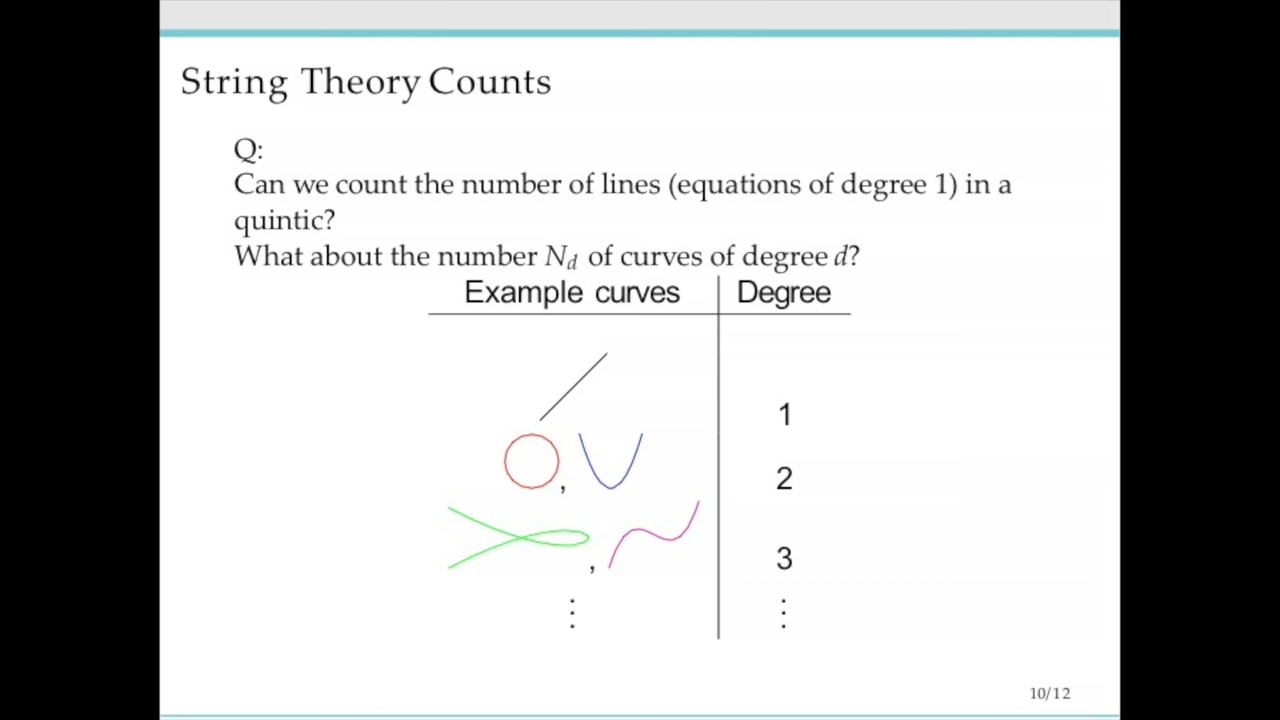 String Theory Counts
Q:
Can we count the number of lines (equations of degree 1) in a
quintic?
What about the number N_d of curves of degree d?
Example curves Degree
1
, 2
, 3
⋮ ⋮
10/12